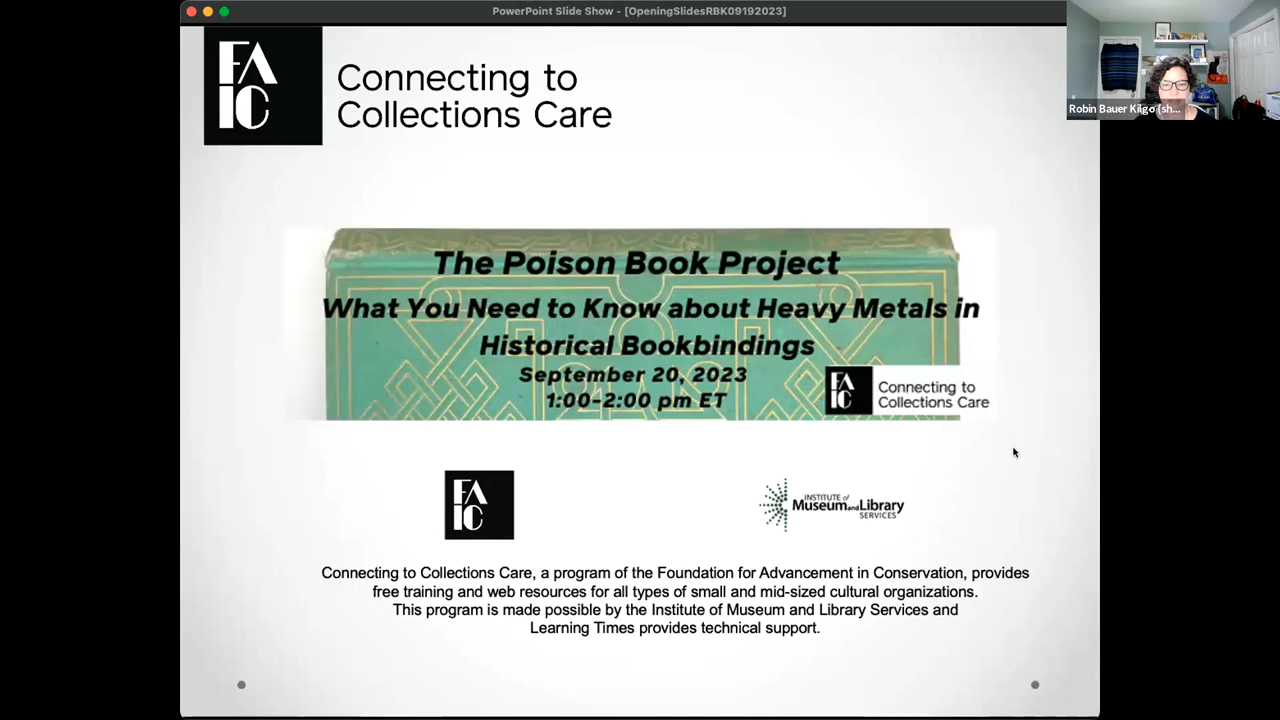 PowerPoint Slide Show - [OpeningSlidesRBK09192023]
FA
IC
Connecting to
Collections Care
Robin Bauer Kilgo (sh...
The Poison Book Project
What You Need to Know about Heavy Metals in
Historical Bookbindings
September 20, 2023
1:00-2:00 pm ET
FA
IC
Connecting to
Collections Care
FA
IC
INSTITUTE of
Museum and Library
SERVICES
Connecting to Collections Care, a program of the Foundation for Advancement in Conservation, provides
free training and web resources for all types of small and mid-sized cultural organizations.
This program is made possible by the Institute of Museum and Library Services and
Learning Times provides technical support.